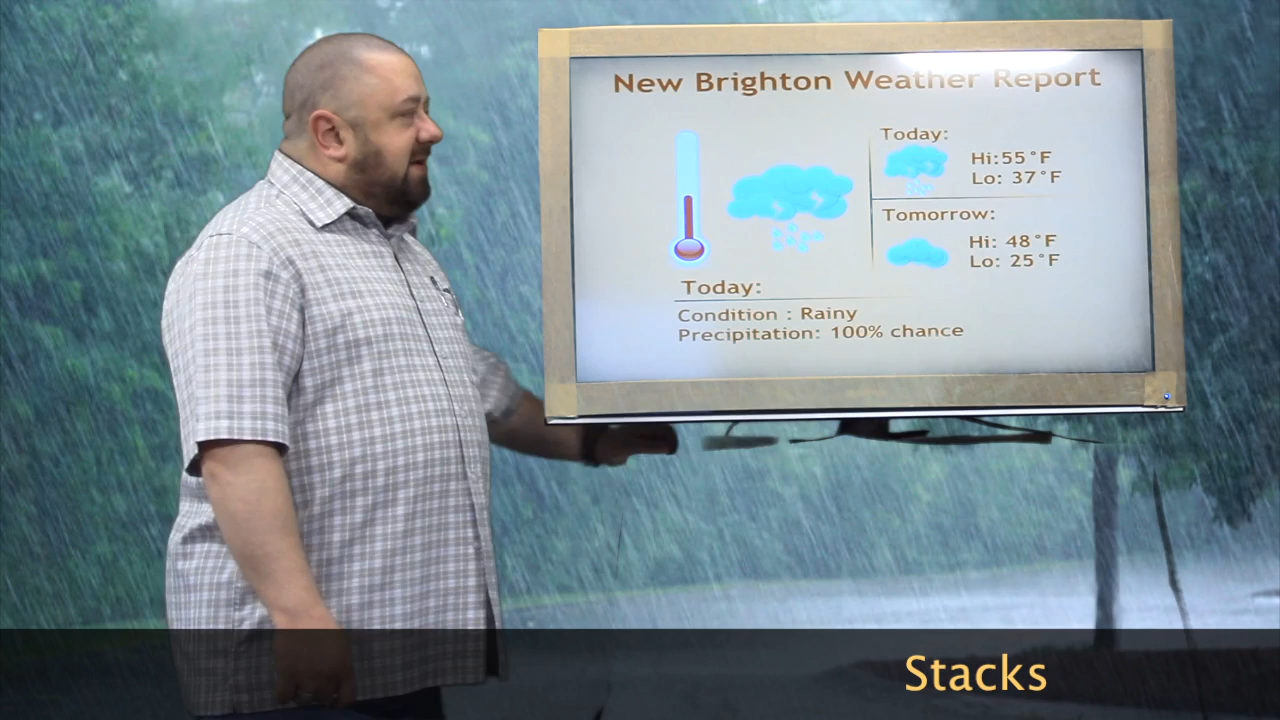 New Brighton Weather Report
Today:
Hi:55°F
Lo: 37°F
Tomorrow:
Hi: 48°F
Lo: 25°F
Today:
Condition : Rainy
Precipitation: 100% chance
Stacks